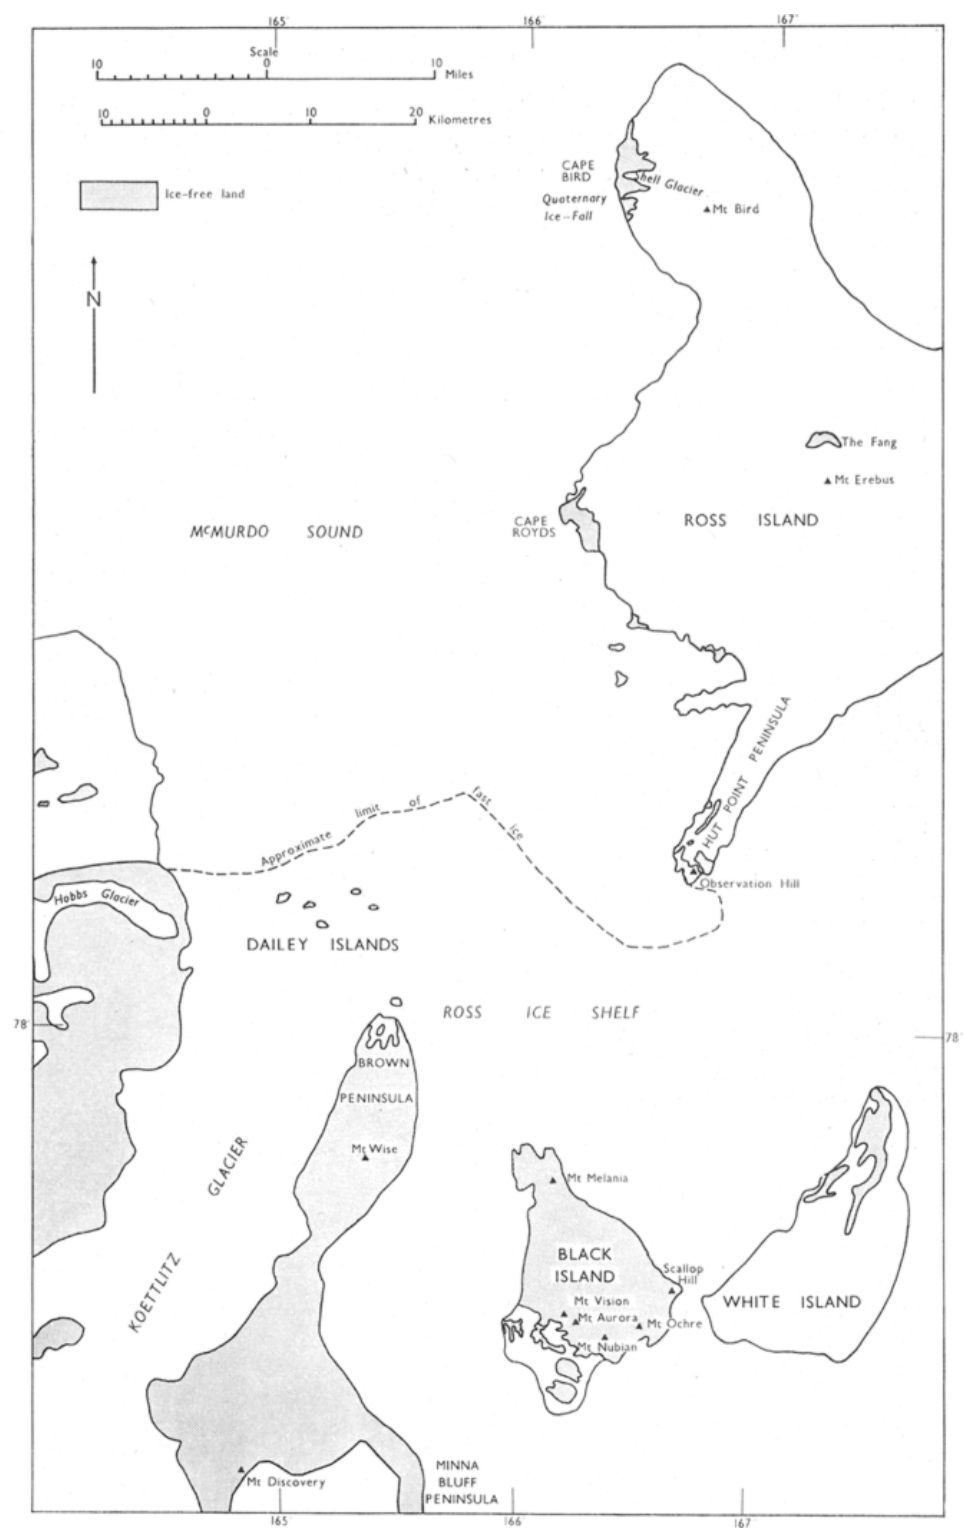 165° 166° 167°
Scale
10 0 10
Miles
10 0 10 20
Kilometres
Ice-free land
N
CAPE
BIRD
Shell Glacier
Quaternary
Ice-Fall
Mt Bird
The Fang
Mt Erebus
CAPE
ROYDS
ROSS ISLAND
McMURDO SOUND
HUT POINT PENINSULA
Approximate limit of fast ice
Observation Hill
Hobbs Glacier
DAILEY ISLANDS
ROSS ICE SHELF
78° 78°
BROWN
PENINSULA
Mt Wise
KOETTLITZ GLACIER
Mt Melania
BLACK
ISLAND
Scallop
Hill
Mt Vision
Mt Aurora
Mt Ochre
Mt Nubian
WHITE ISLAND
Mt Discovery
MINNA
BLUFF
PENINSULA
165 166 167